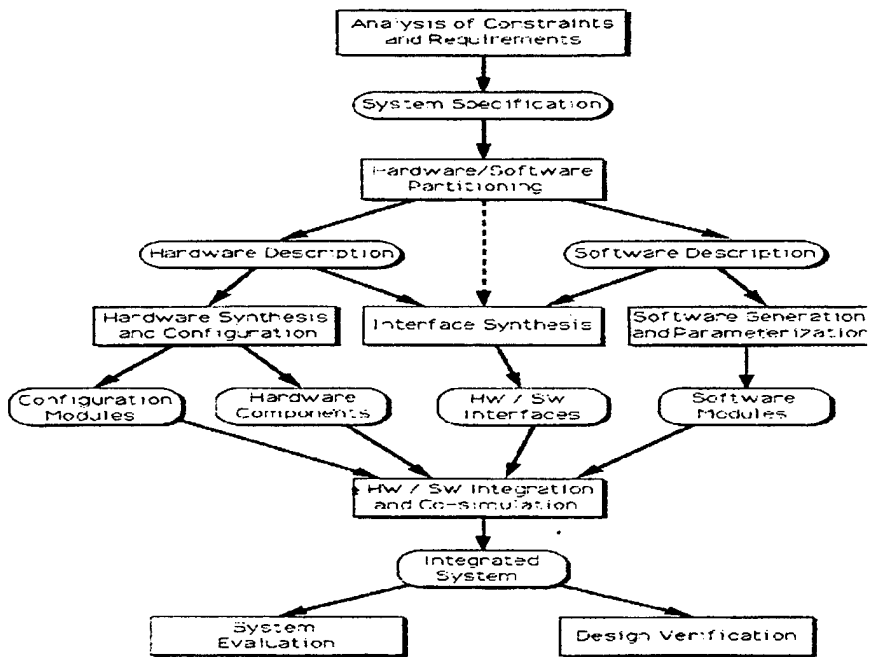 Analysis of Constraints
and Requirements
System Specification
Hardware/Software
Partitioning
Hardware Description
Software Description
Hardware Synthesis
and Configuration
Interface Synthesis
Software Generation
and Parameterization
Configuration
Modules
Hardware
Components
HW / SW
Interfaces
Software
Modules
HW / SW Integration
and Co-simulation
Integrated
System
System
Evaluation
Design Verification